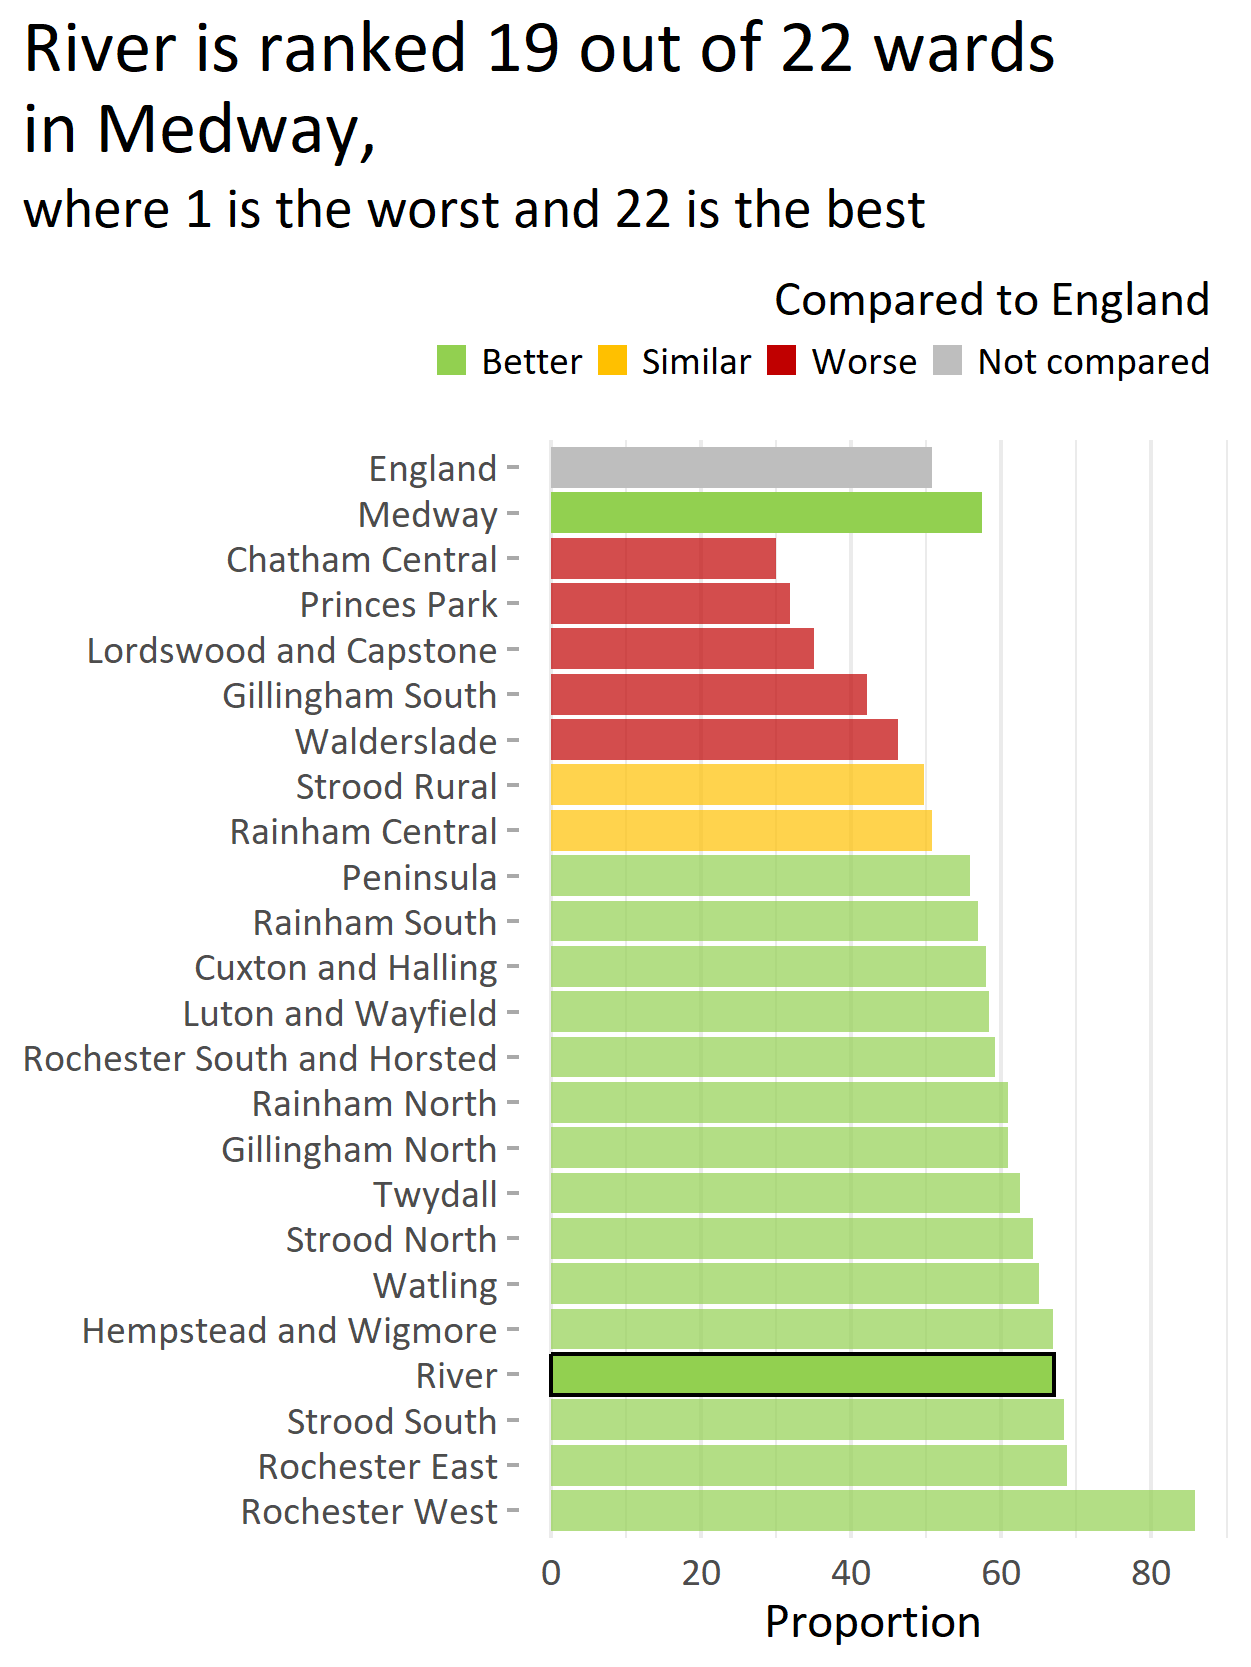 River is ranked 19 out of 22 wards
in Medway,
where 1 is the worst and 22 is the best
Compared to England
Better Similar Worse Not compared
England
Medway
Chatham Central
Princes Park
Lordswood and Capstone
Gillingham South
Walderslade
Strood Rural
Rainham Central
Peninsula
Rainham South
Cuxton and Halling
Luton and Wayfield
Rochester South and Horsted
Rainham North
Gillingham North
Twydall
Strood North
Watling
Hempstead and Wigmore
River
Strood South
Rochester East
Rochester West
0 20 40 60 80
Proportion